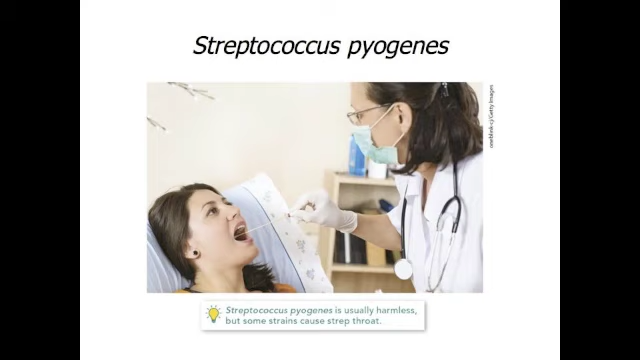 Streptococcus pyogenes
Streptococcus pyogenes is usually harmless,
but some strains cause strep throat.